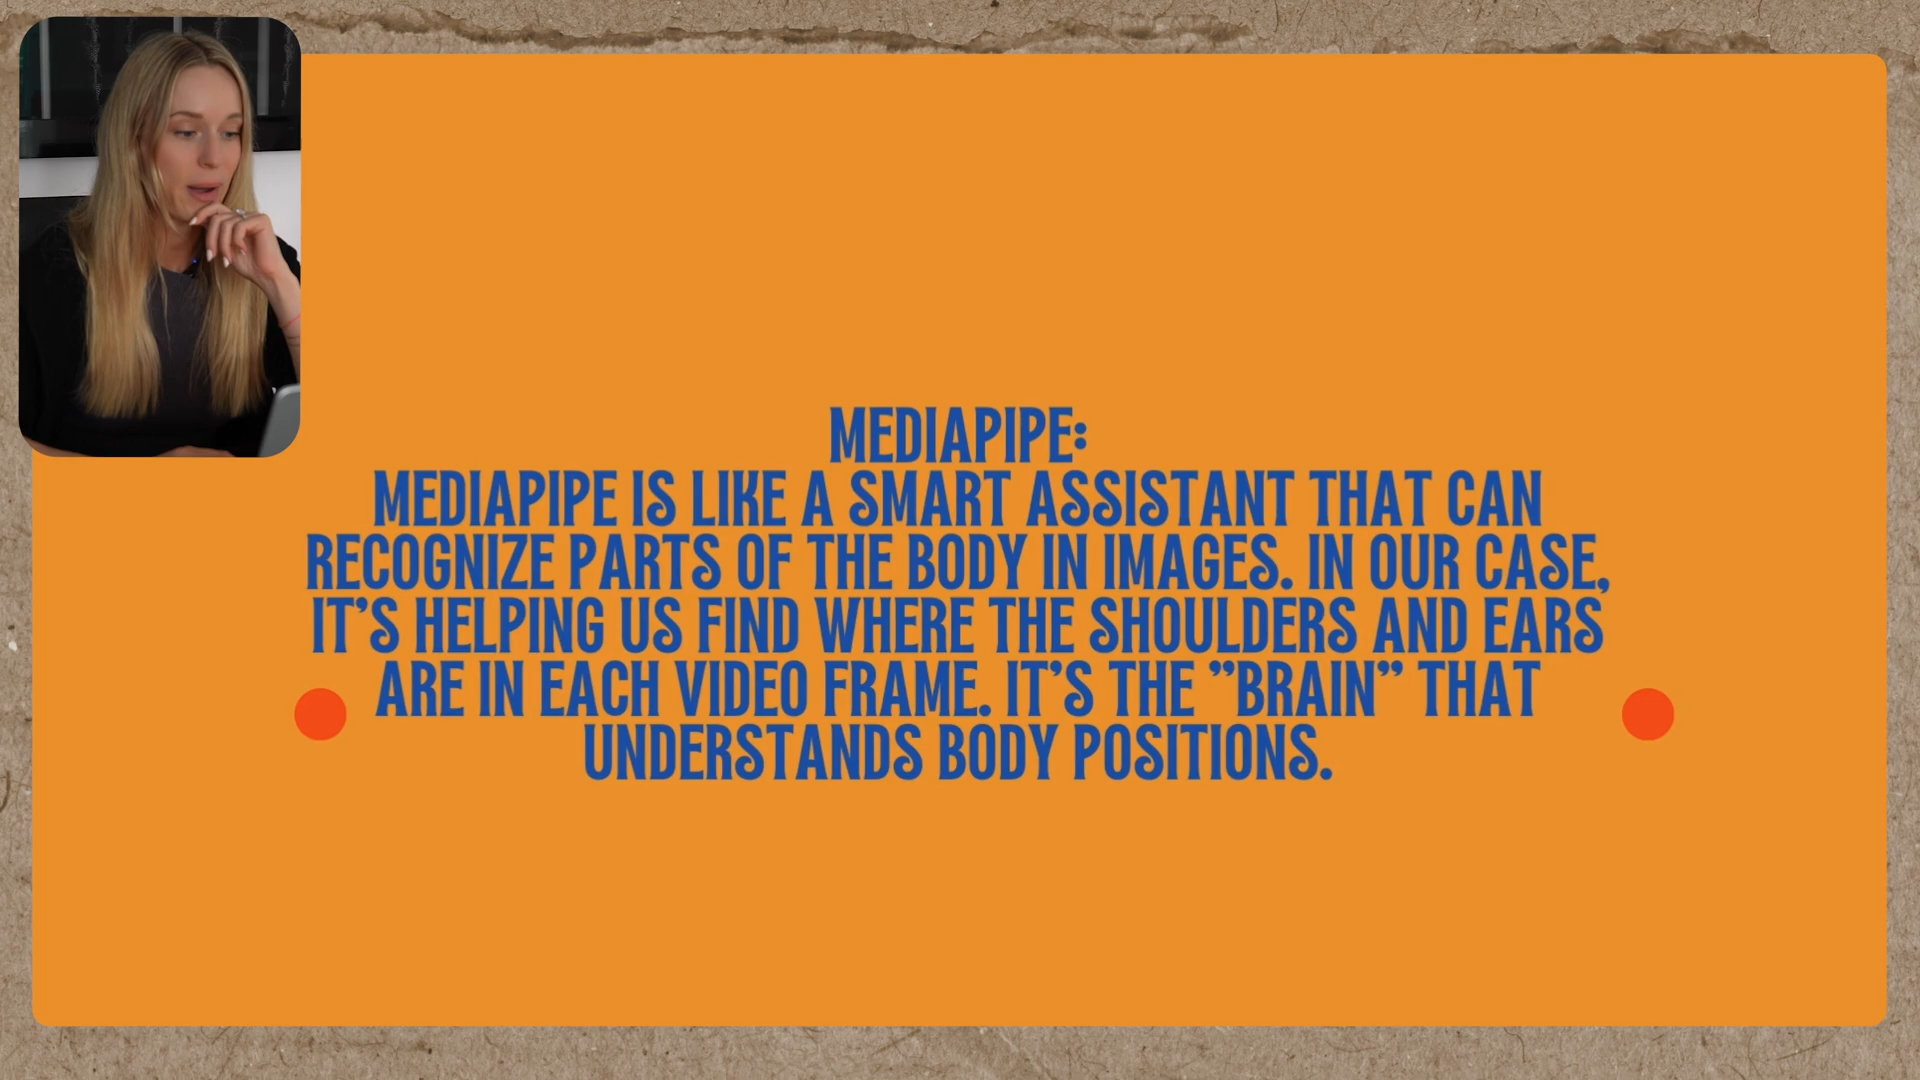 MEDIAPIPE:
MEDIAPIPE IS LIKE A SMART ASSISTANT THAT CAN
RECOGNIZE PARTS OF THE BODY IN IMAGES. IN OUR CASE,
IT’S HELPING US FIND WHERE THE SHOULDERS AND EARS
ARE IN EACH VIDEO FRAME. IT’S THE ”BRAIN” THAT
UNDERSTANDS BODY POSITIONS.